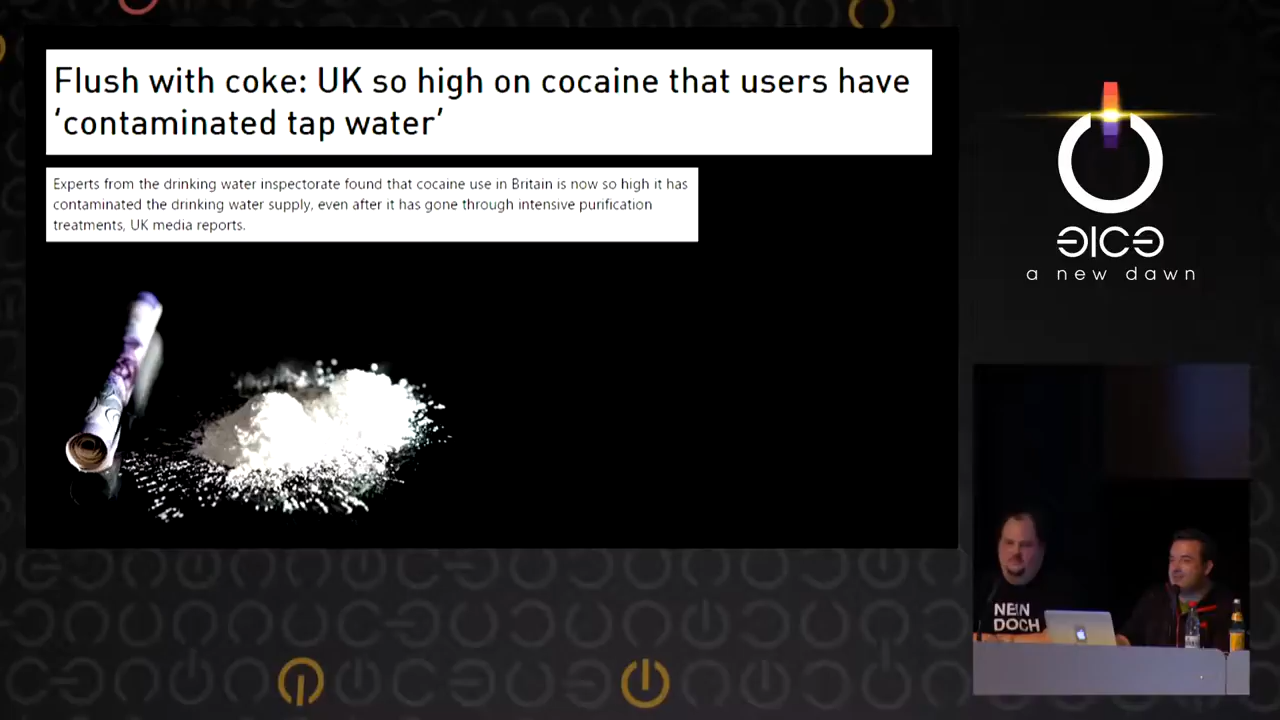 Flush with coke: UK so high on cocaine that users have
‘contaminated tap water’
Experts from the drinking water inspectorate found that cocaine use in Britain is now so high it has
contaminated the drinking water supply, even after it has gone through intensive purification
treatments, UK media reports.
a new dawn
NEIN
DOCH